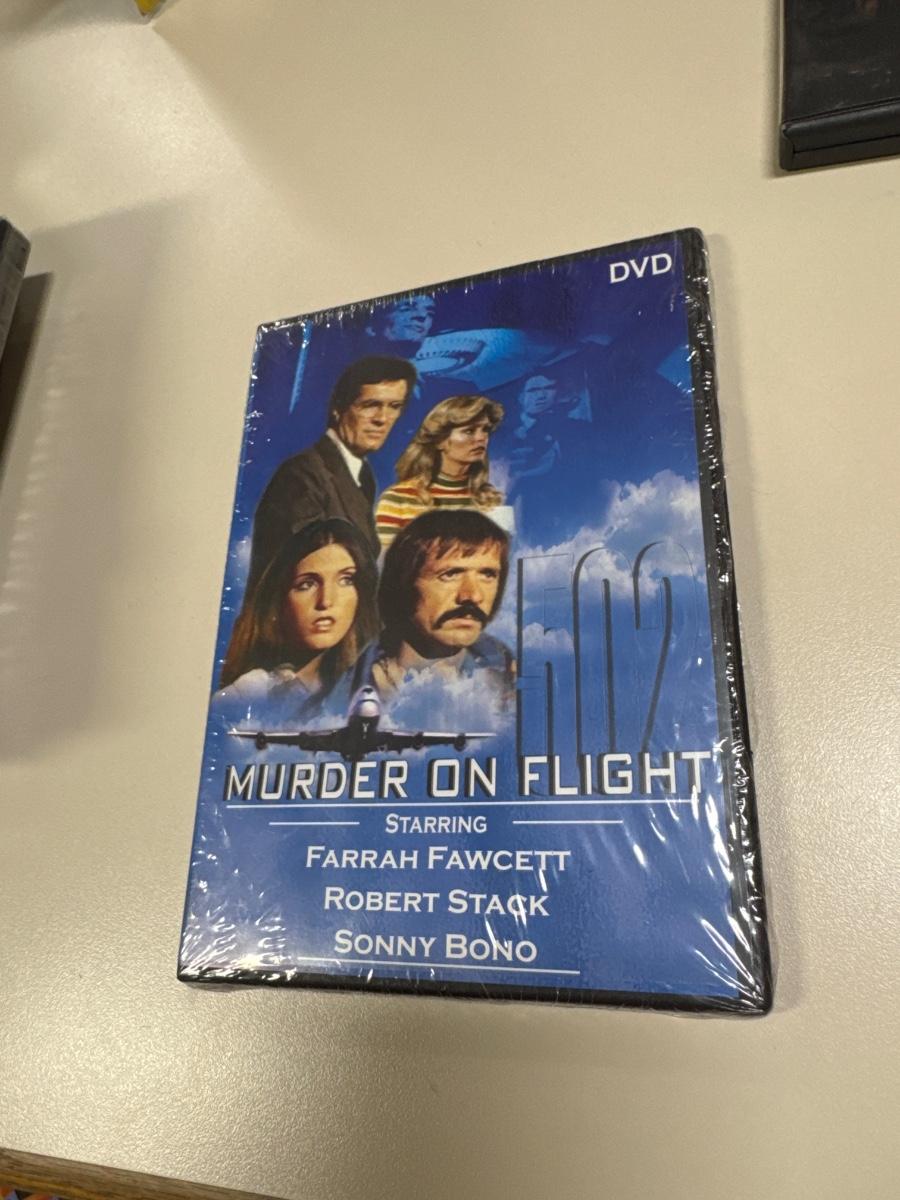 DVD
502
MURDER ON FLIGHT
STARRING
FARRAH FAWCETT
ROBERT STACK
SONNY BONO